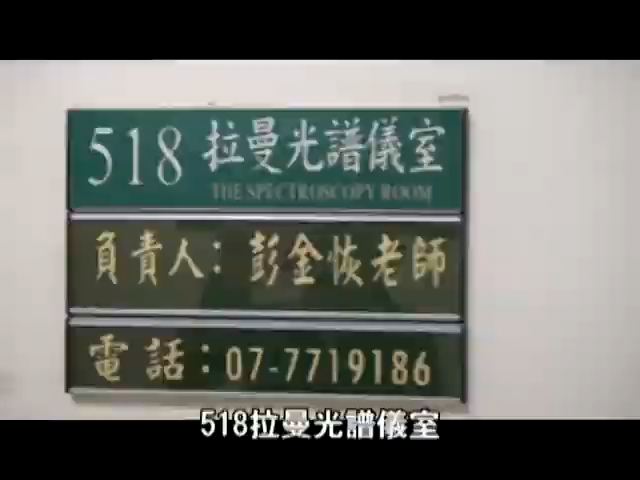 518 拉曼光譜儀室
THE SPECTROSCOPY ROOM
負責人：彭金恢老師
電話：07-7719186
518拉曼光譜儀室